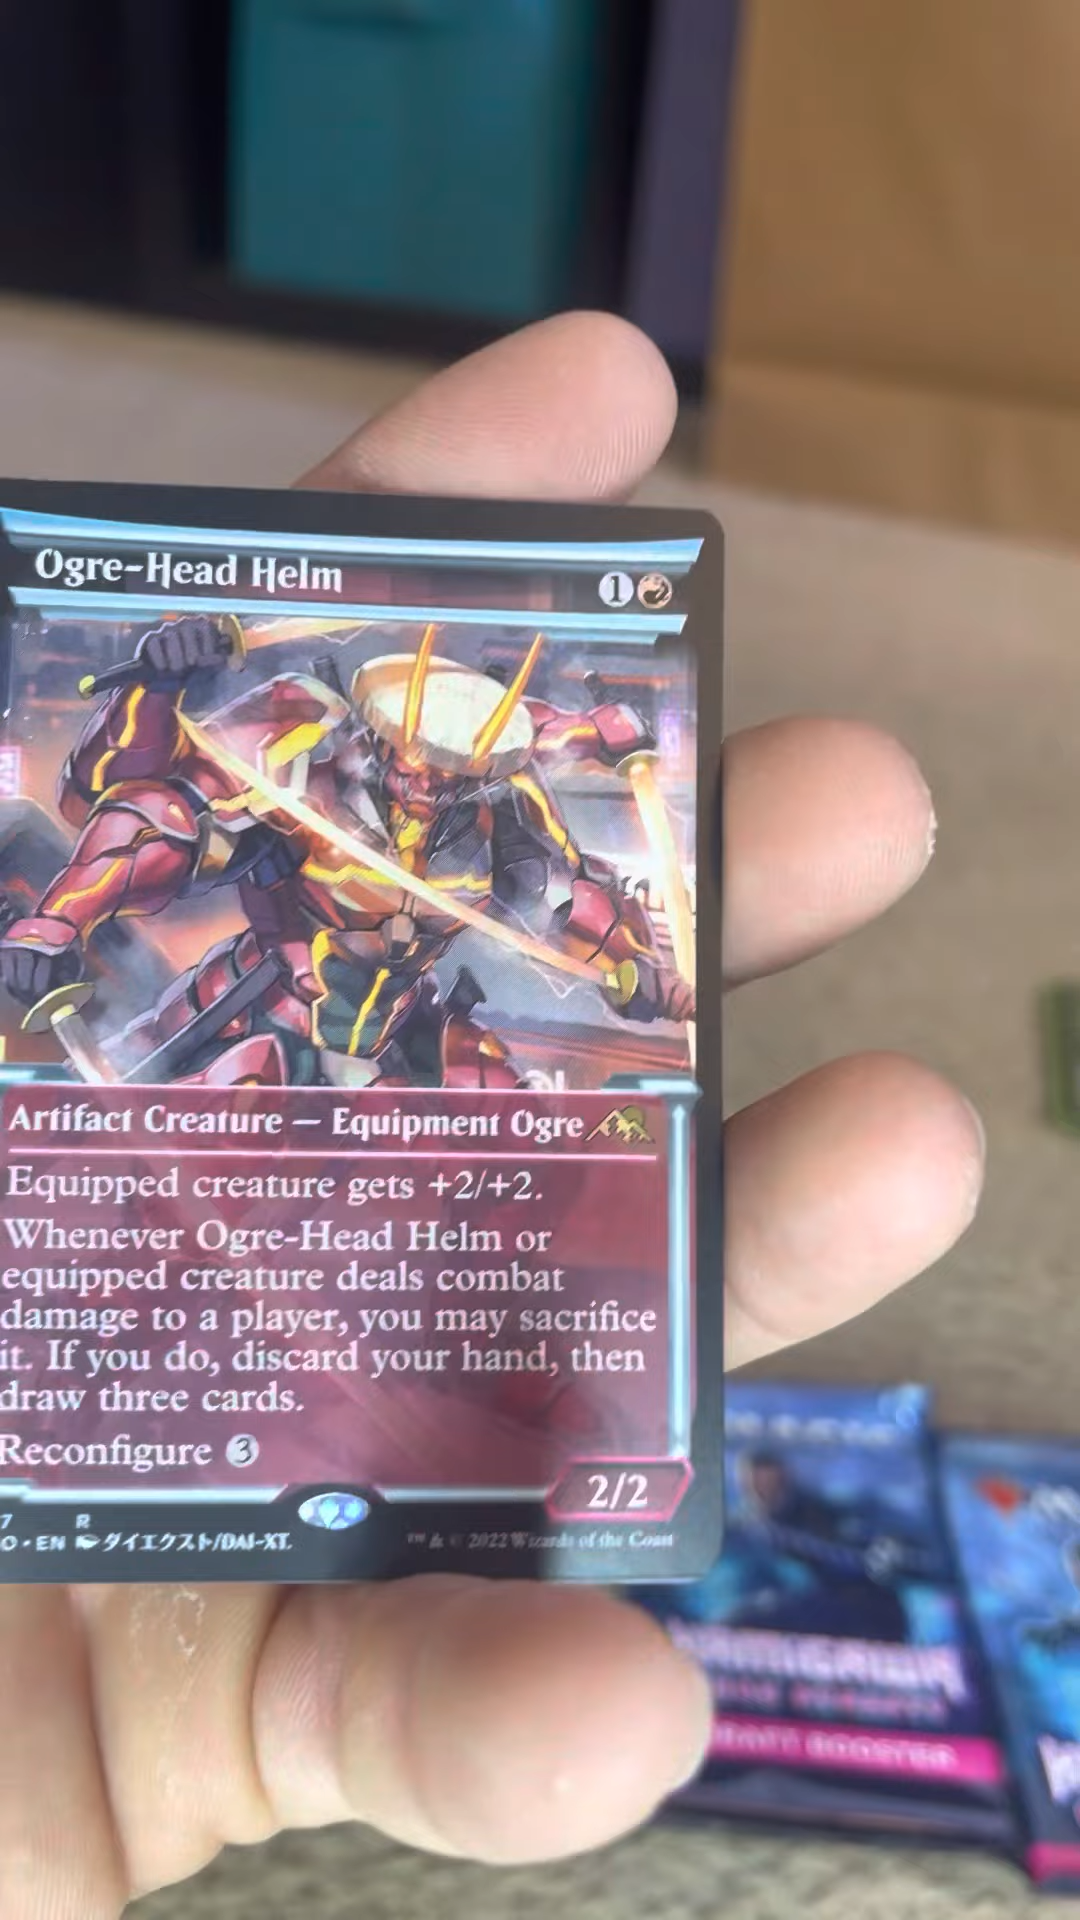 Ogre-Head Helm
1
Artifact Creature — Equipment Ogre
Equipped creature gets +2/+2.
Whenever Ogre-Head Helm or
equipped creature deals combat
damage to a player, you may sacrifice
it. If you do, discard your hand, then
draw three cards.
Reconfigure 3
2/2
7 R
O • EN ダイエクスト/DAI-XT.
™ & © 2022 Wizards of the Coast
BOOSTER